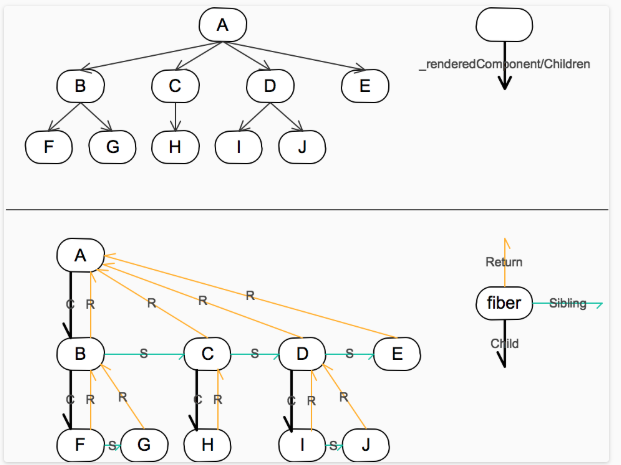 A
_renderedComponent/Children
B
C
D
E
F
G
H
I
J
A
Return
C
R
R
R
R
fiber
Sibling
Child
B
S
C
S
D
S
E
C
R
R
C
R
C
R
R
F
S
G
H
I
S
J